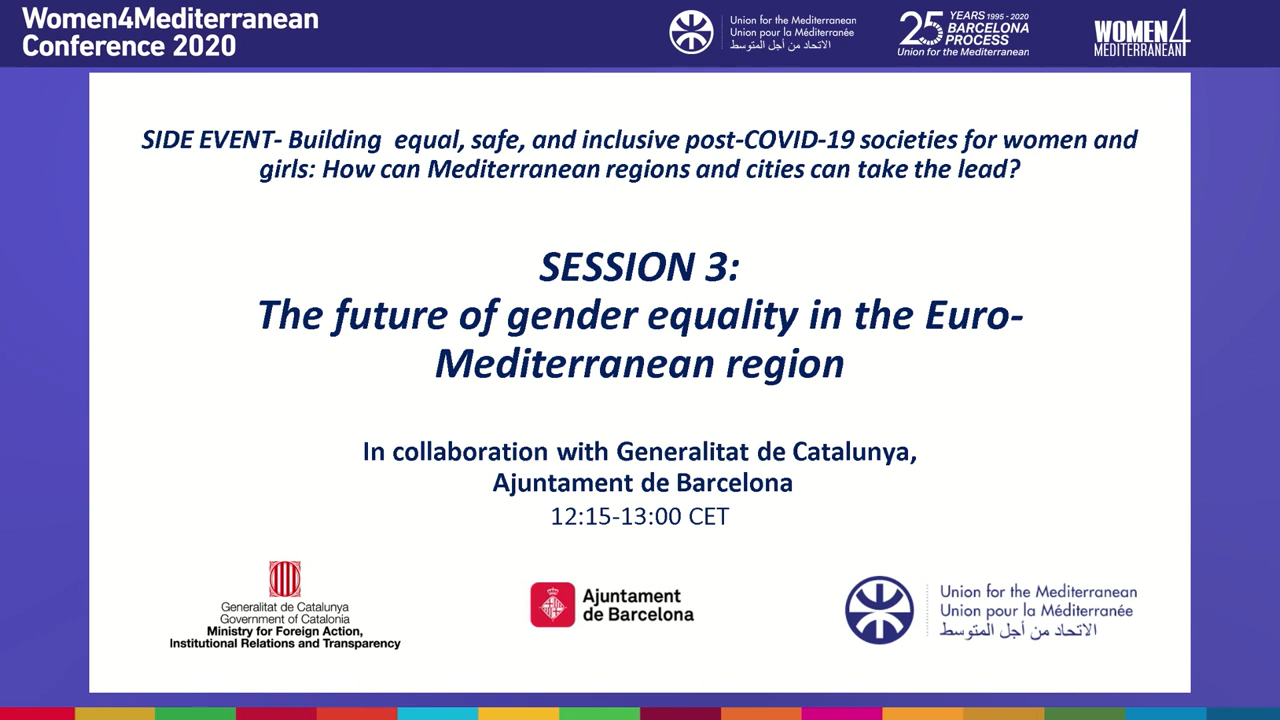 Women4Mediterranean
Conference 2020
Union for the Mediterranean
Union pour la Méditerranée
الاتحاد من أجل المتوسط
25 YEARS 1995 - 2020
BARCELONA
PROCESS
Union for the Mediterranean
WOMEN4
MEDITERRANEAN
SIDE EVENT- Building equal, safe, and inclusive post-COVID-19 societies for women and
girls: How can Mediterranean regions and cities can take the lead?
SESSION 3:
The future of gender equality in the Euro-
Mediterranean region
In collaboration with Generalitat de Catalunya,
Ajuntament de Barcelona
12:15-13:00 CET
Generalitat de Catalunya
Government of Catalonia
Ministry for Foreign Action,
Institutional Relations and Transparency
Ajuntament
de Barcelona
Union for the Mediterranean
Union pour la Méditerranée
الاتحاد من أجل المتوسط